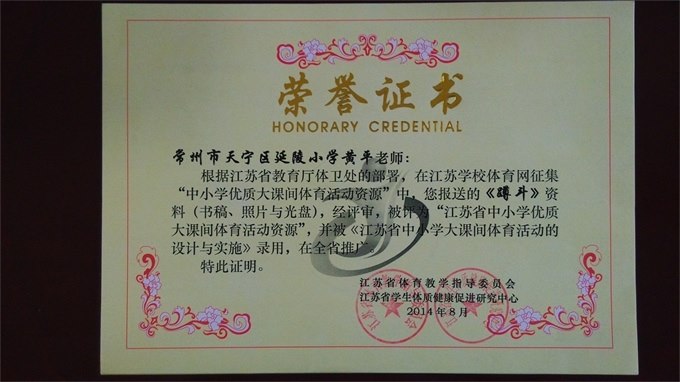 荣誉证书
HONORARY CREDENTIAL
常州市天宁区延陵小学黄平老师：
根据江苏省教育厅体卫处的部署，在江苏学校体育网征集
“中小学优质大课间体育活动资源”中，您报送的《蹲斗》资
料（书稿、照片与光盘），经评审，被评为“江苏省中小学优质
大课间体育活动资源”，并被《江苏省中小学大课间体育活动的
设计与实施》录用，在全省推广。
特此证明。
江苏省体育教学指导委员会
江苏省学生体质健康促进研究中心
2014年8月